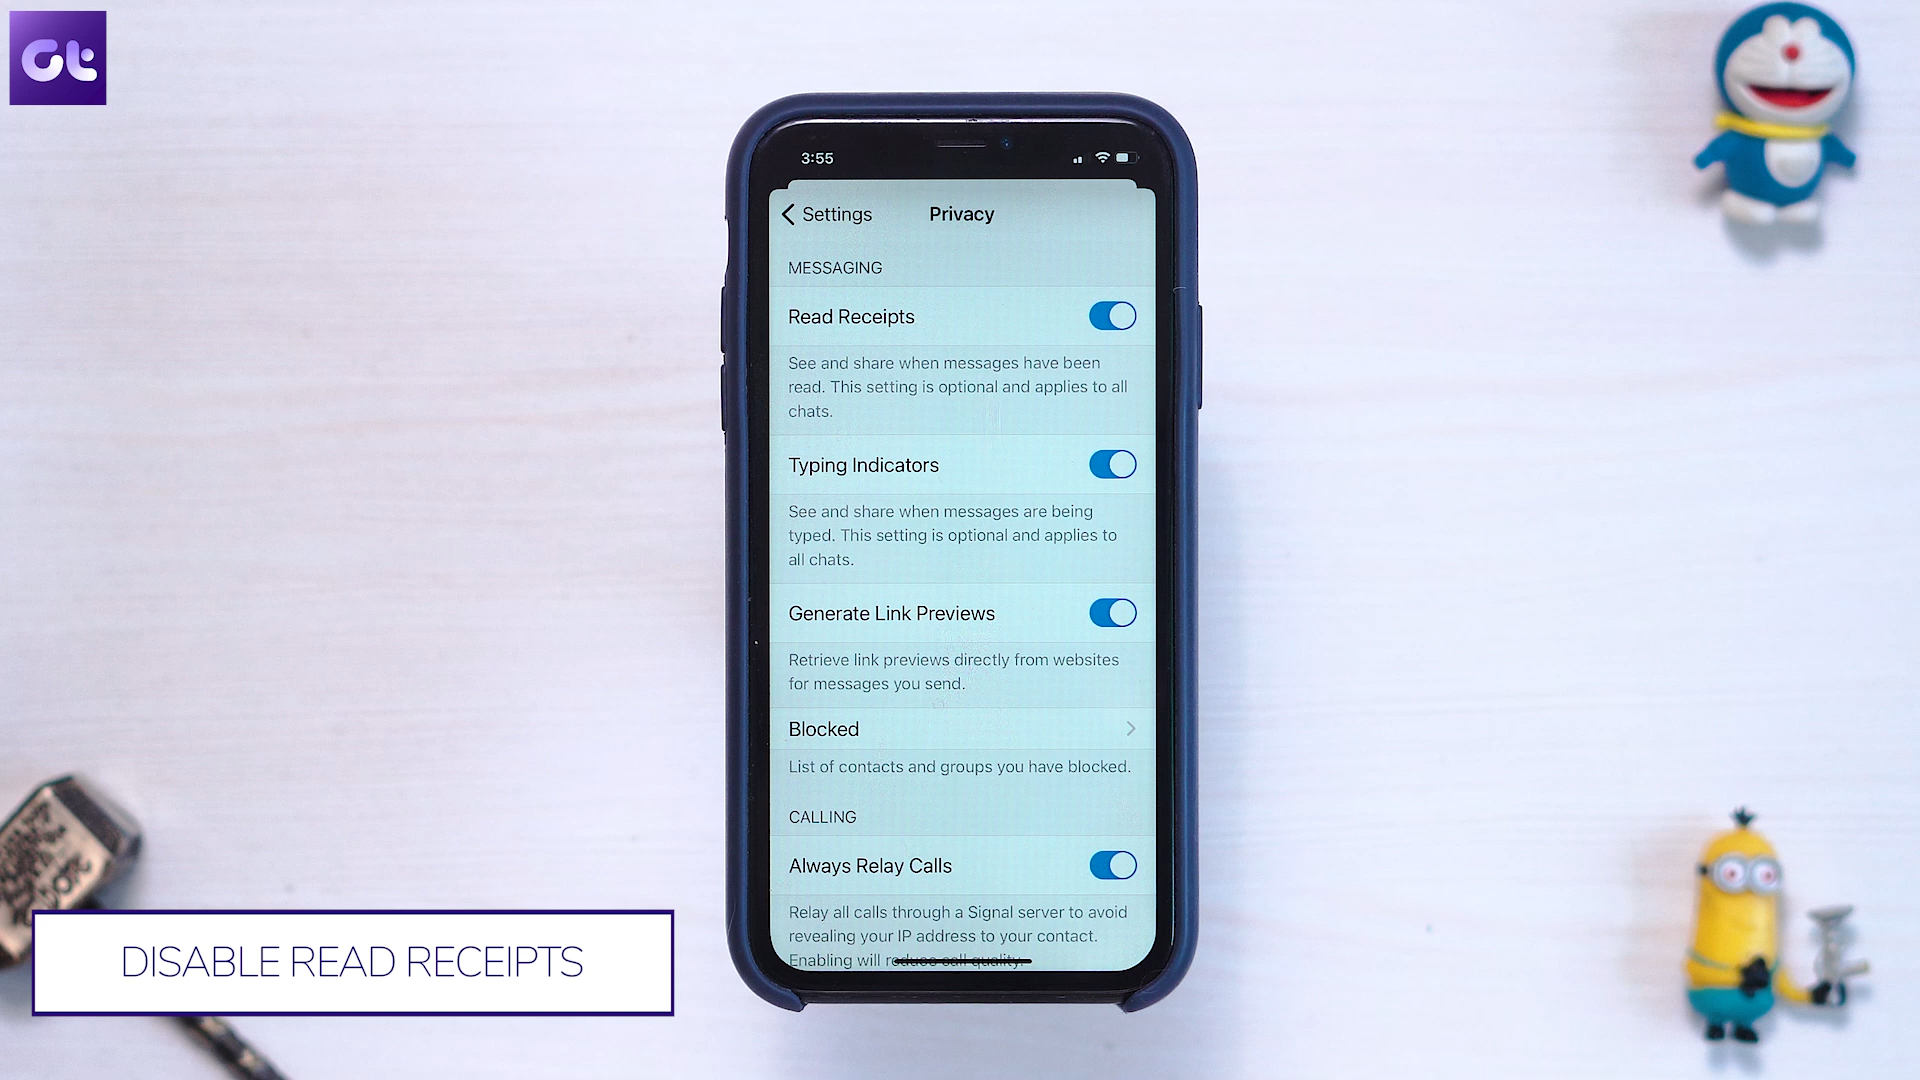 Gt
3:55
Settings
Privacy
MESSAGING
Read Receipts
See and share when messages have been
read. This setting is optional and applies to all
chats.
Typing Indicators
See and share when messages are being
typed. This setting is optional and applies to
all chats.
Generate Link Previews
Retrieve link previews directly from websites
for messages you send.
Blocked
List of contacts and groups you have blocked.
CALLING
Always Relay Calls
Relay all calls through a Signal server to avoid
revealing your IP address to your contact.
Enabling will reduce call quality.
DISABLE READ RECEIPTS